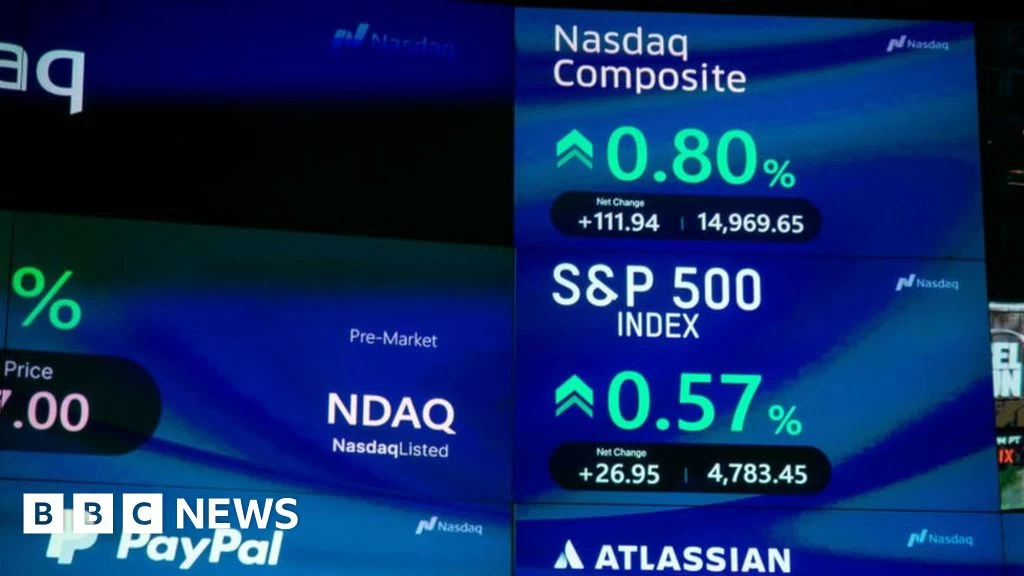 aq
Nasdaq
%
Price
.00
Pre-Market
NDAQ
NasdaqListed
Nasdaq
Composite
Nasdaq
0.80%
Net Change
+111.94 | 14,969.65
S&P 500
INDEX
Nasdaq
0.57%
Net Change
+26.95 | 4,783.45
BBC NEWS
PayPal
Nasdaq
ATLASSIAN
Nasdaq
EL